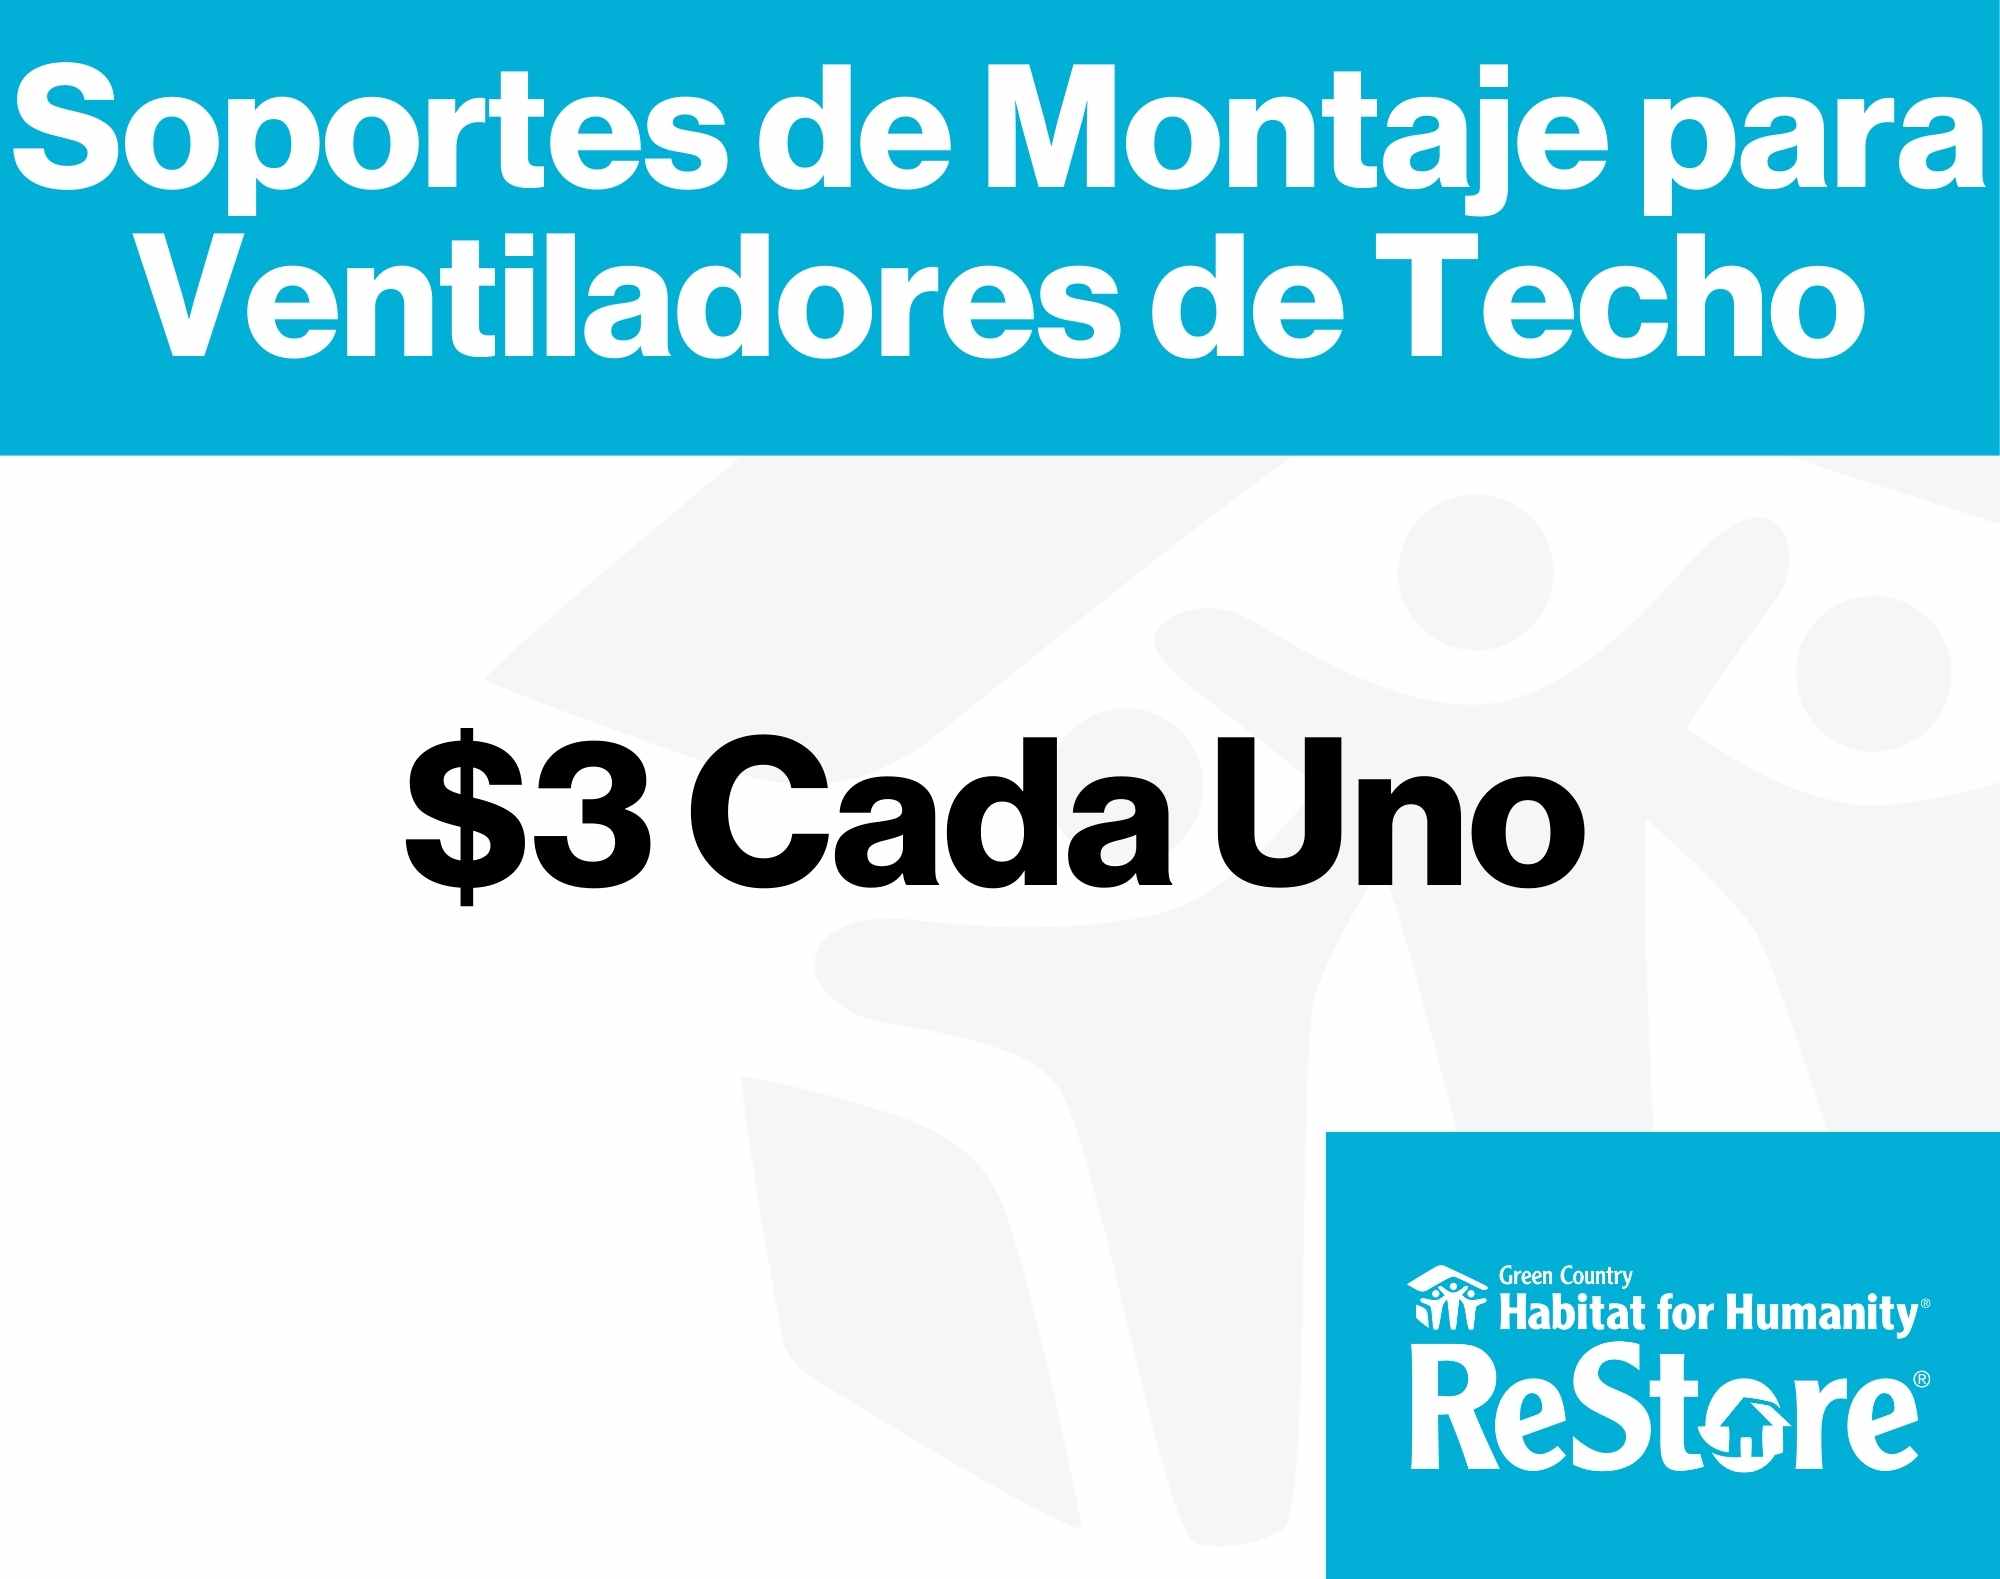 Soportes de Montaje para
Ventiladores de Techo
$3 Cada Uno
Green Country
Habitat for Humanity®
ReStore®